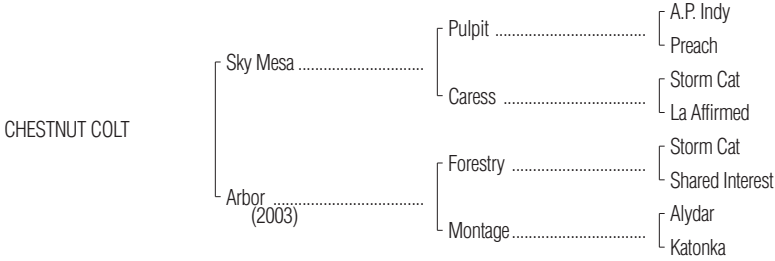 A.P. Indy
Pulpit ................................
Preach
Sky Mesa ..............................
Storm Cat
Caress ...................................
La Affirmed
CHESTNUT COLT
Storm Cat
Forestry ................................
Shared Interest
Arbor ....................................
(2003)
Alydar
Montage ................................
Katonka